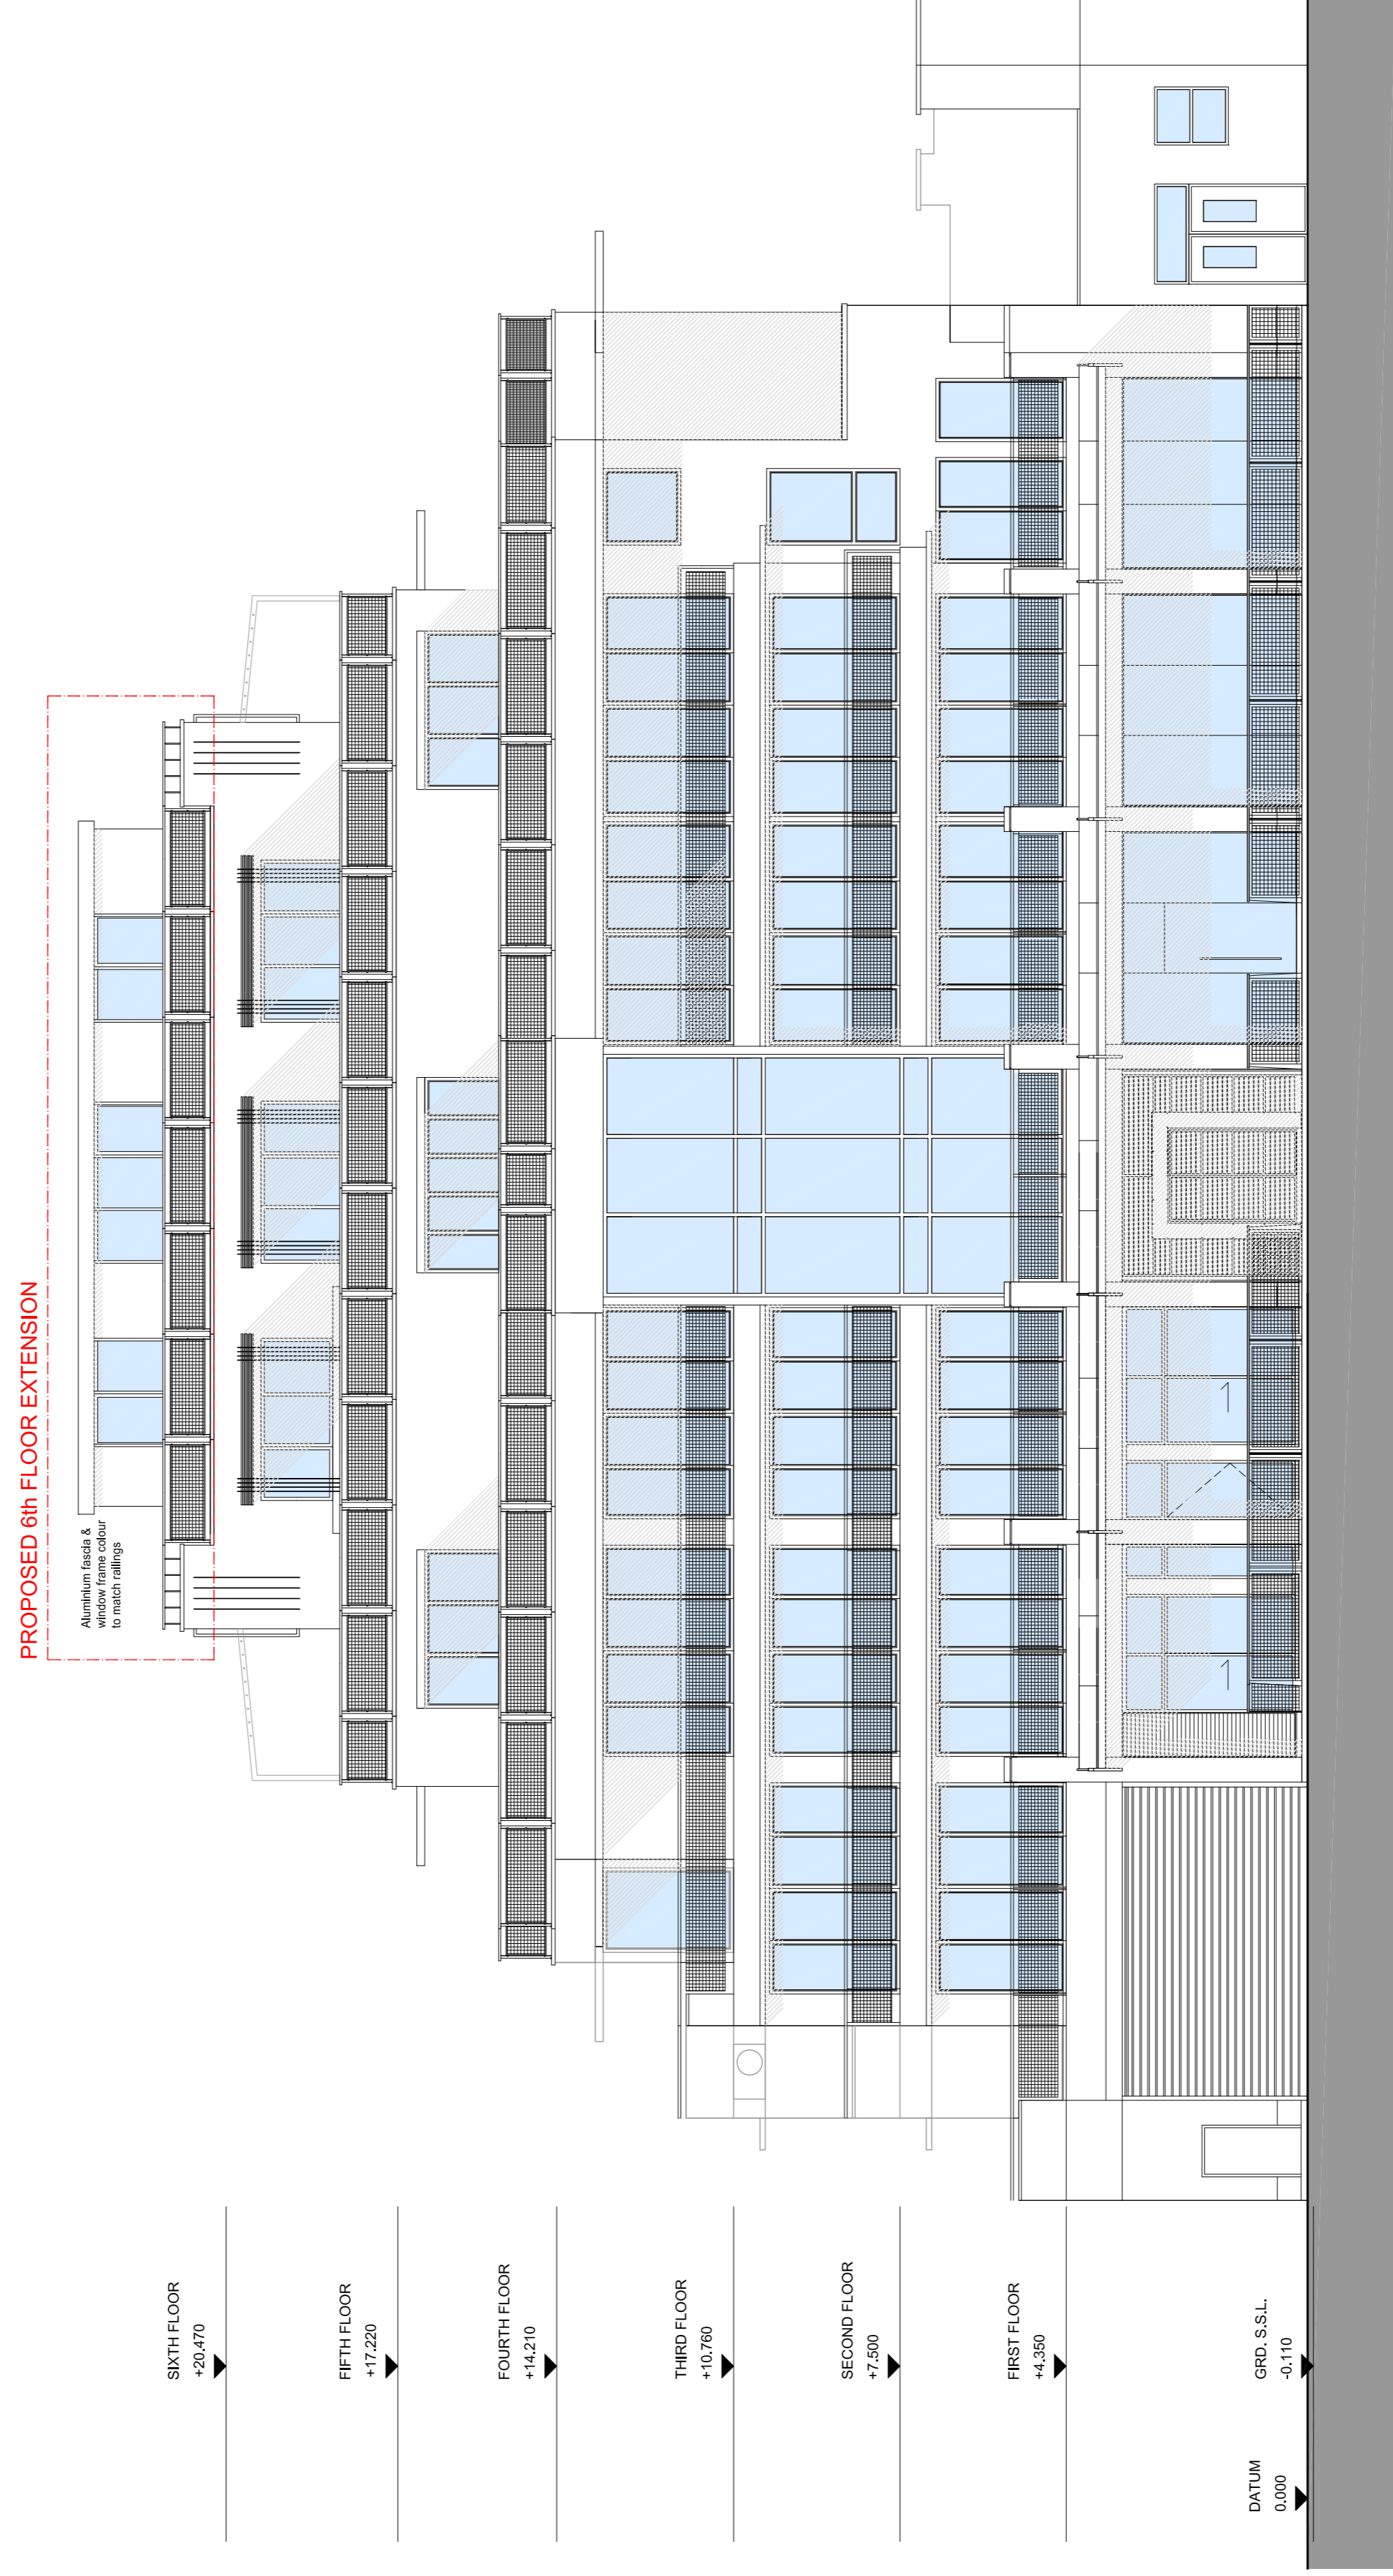 PROPOSED 6th FLOOR EXTENSION
Aluminium fascia &
window frame colour
to match railings
SIXTH FLOOR
+20.470
FIFTH FLOOR
+17.220
FOURTH FLOOR
+14.210
THIRD FLOOR
+10.760
SECOND FLOOR
+7.500
FIRST FLOOR
+4.350
GRD. S.S.L.
-0.110
DATUM
0.000